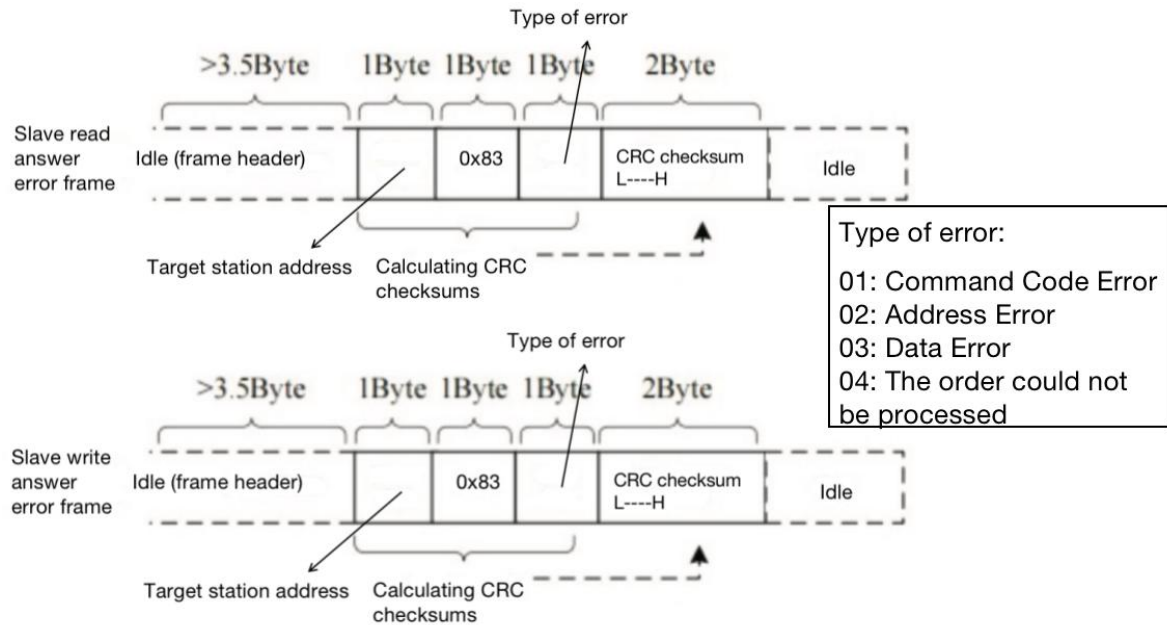 Type of error
>3.5Byte 1Byte 1Byte 1Byte 2Byte
Slave read
answer
error frame
Idle (frame header)
0x83
CRC checksum
L----H
Idle
Target station address
Calculating CRC
checksums
Type of error:
01: Command Code Error
02: Address Error
03: Data Error
04: The order could not
be processed
Type of error
>3.5Byte 1Byte 1Byte 1Byte 2Byte
Slave write
answer
error frame
Idle (frame header)
0x83
CRC checksum
L----H
Idle
Target station address
Calculating CRC
checksums